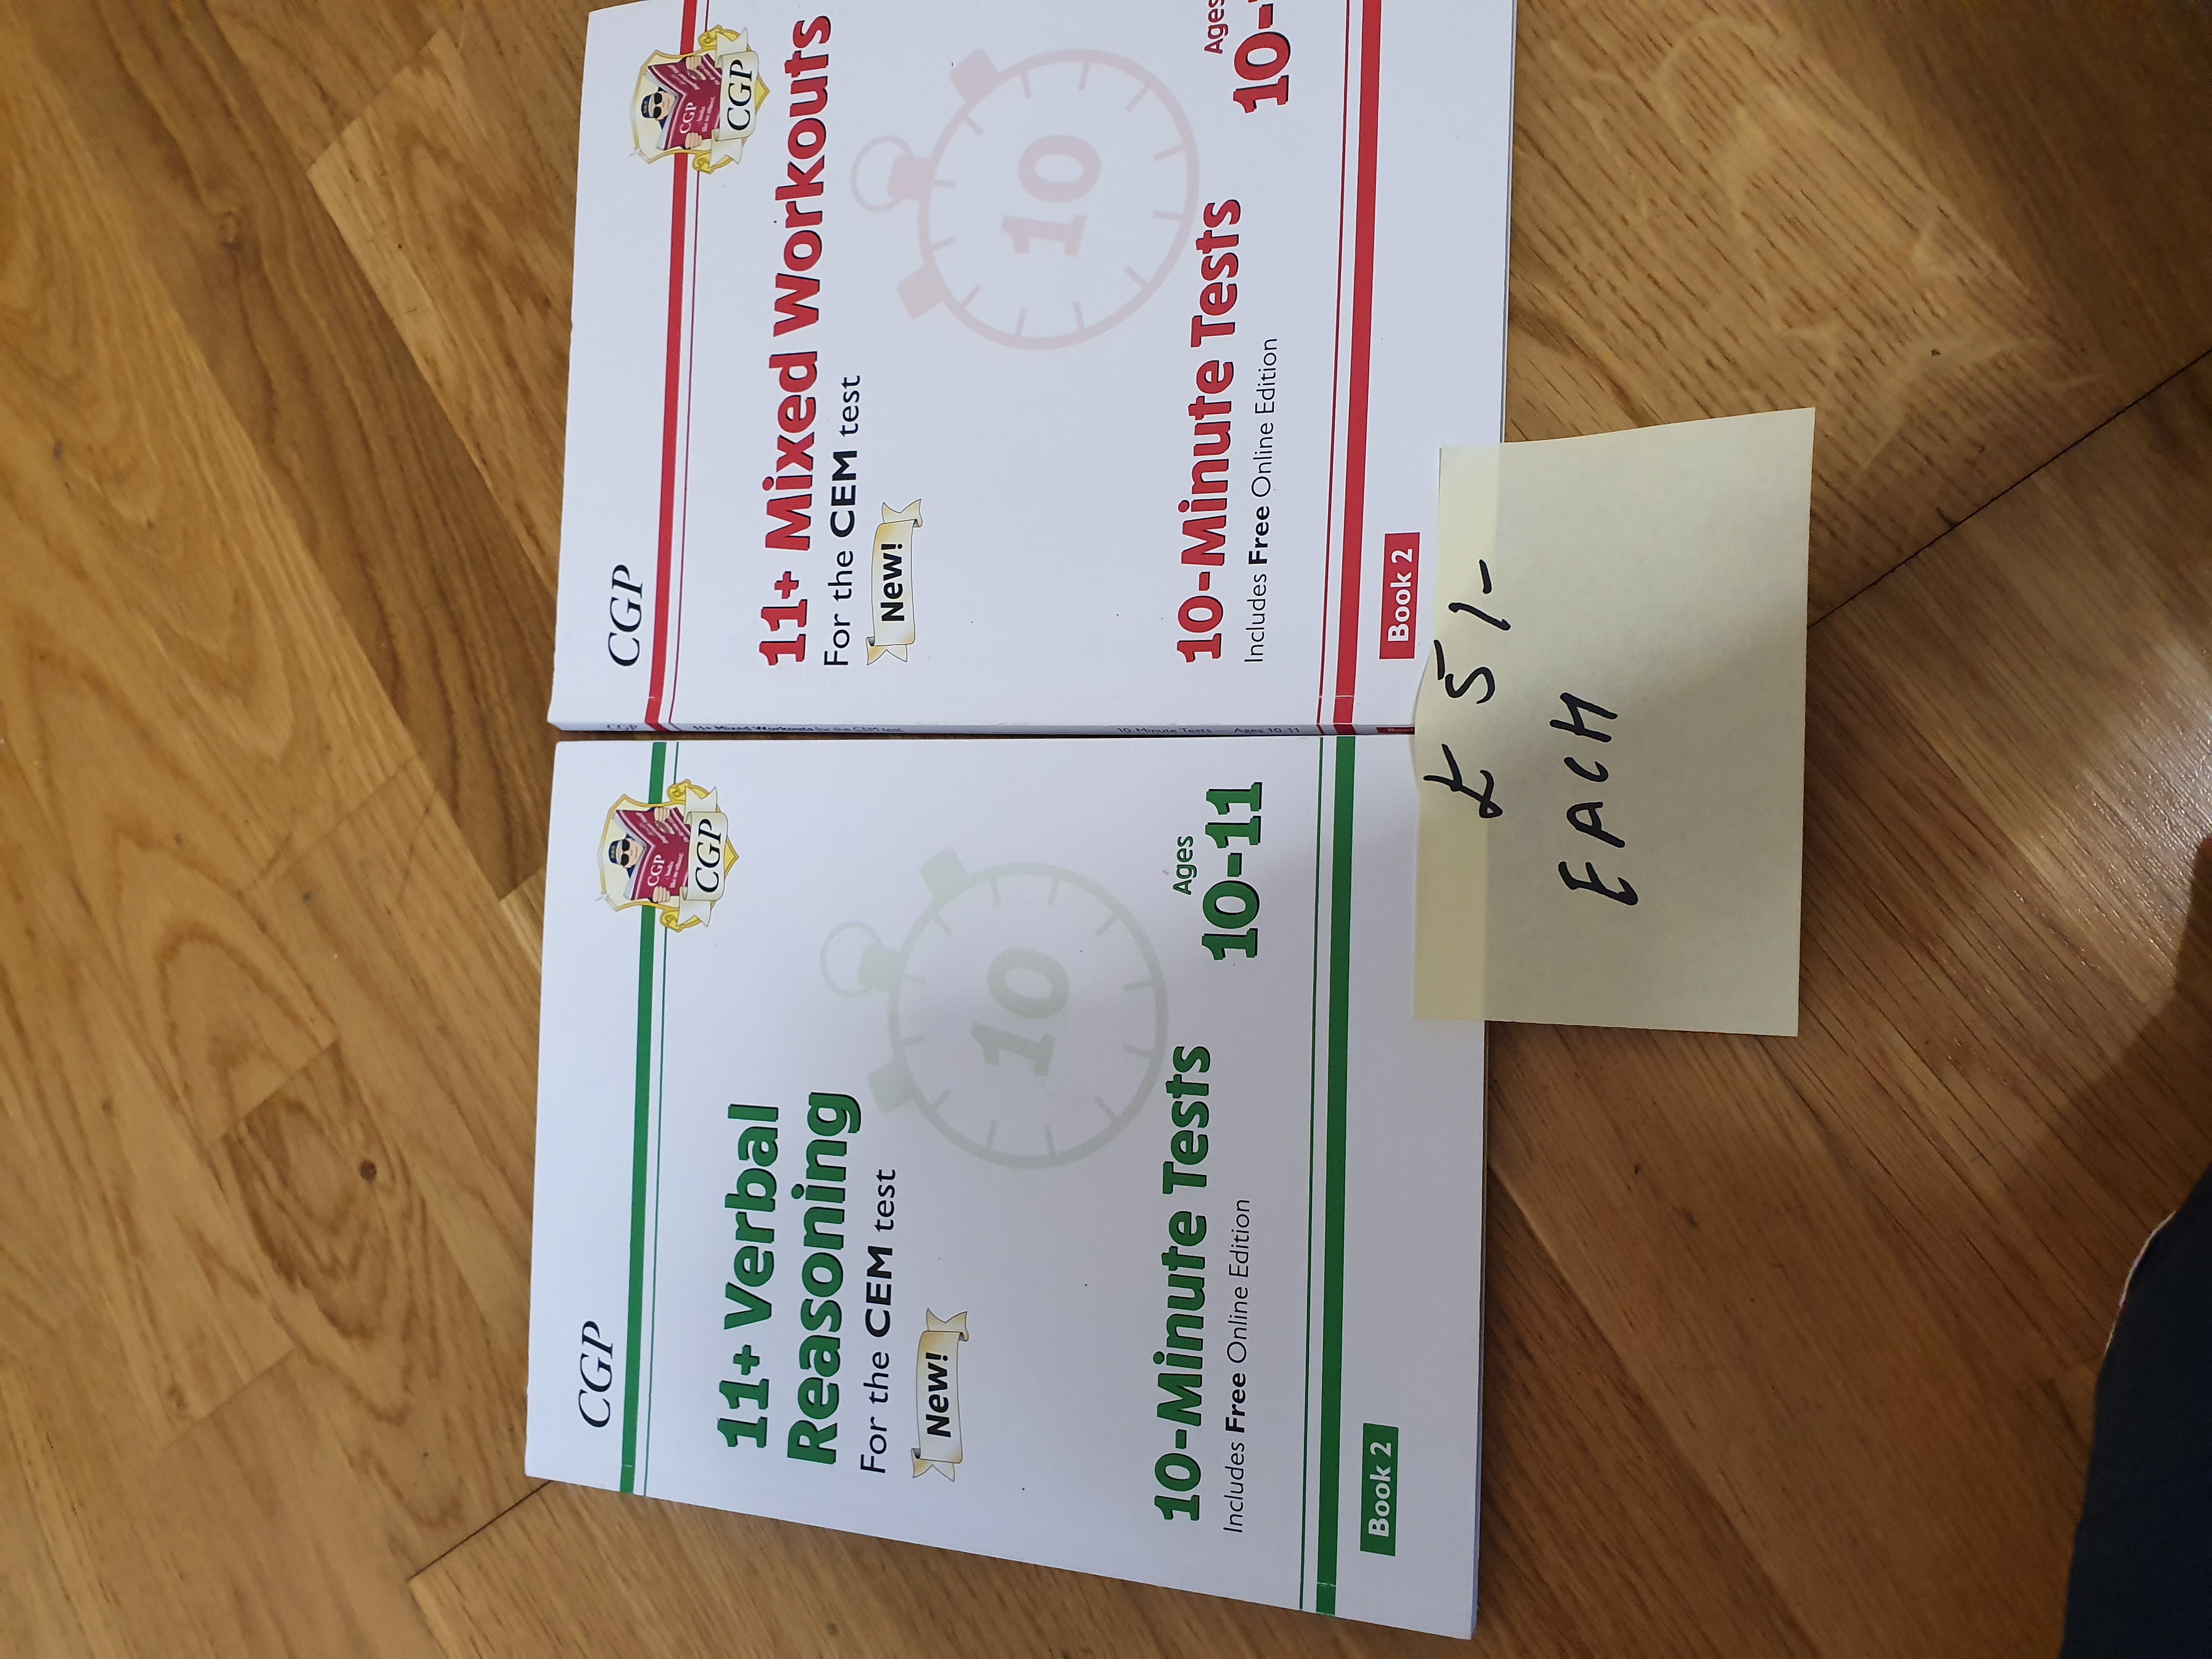 CGP
CGP
CGP
11+ Verbal
Reasoning
For the CEM test
New!
10
10-Minute Tests
Includes Free Online Edition
Ages
10-11
Book 2
CGP
CGP
CGP
11+ Mixed Workouts
For the CEM test
New!
10
10-Minute Tests
Includes Free Online Edition
Ages
10-
Book 2
£ 5/-
EACH